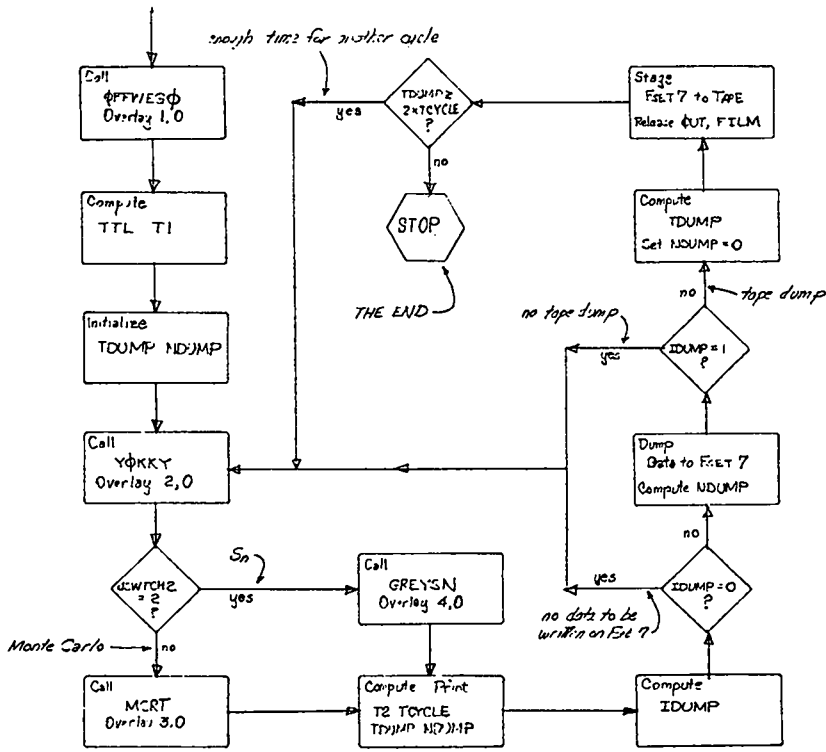 enough time for another cycle
Call
ØFFWESØ
Overlay 1,0
Compute
TTL T1
Initialize
TDUMP NDUMP
Call
YØKKY
Overlay 2,0
= 2
?
Sn
yes
Monte Carlo
no
Call
MCRT
Overlay 3,0
Call
GREYSN
Overlay 4,0
Compute Print
T2 TCYCLE
TDUMP NDUMP
Compute
IDUMP
IDUMP=0
?
yes
no data to be
written on Fset 7
no
Dump
Data to FSET 7
Compute NDUMP
IDUMP=1
?
yes
no tape dump
no
tape dump
Compute
TDUMP
Set NDUMP=0
Stage
FSET 7 to TAPE
Release ØUT, FILM
TDUMP≥
2×TCYCLE
?
yes
no
STOP
THE END